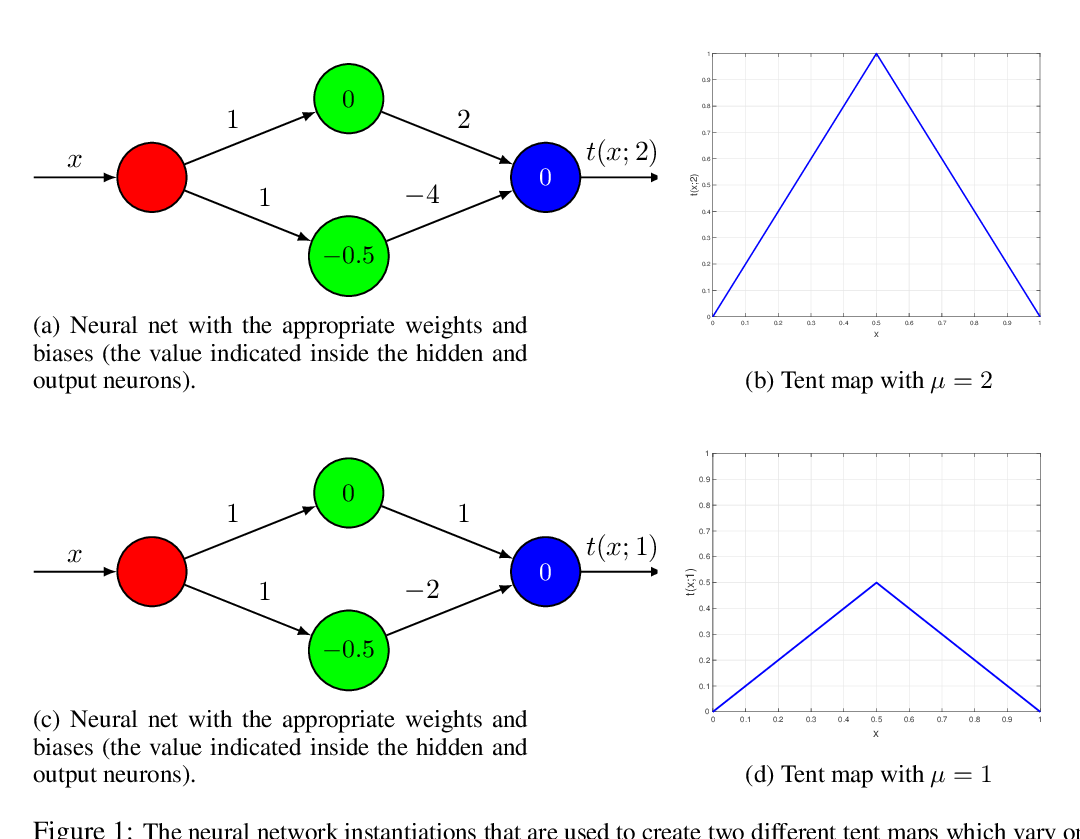 x
1
1
0
−0.5
2
−4
0
t(x; 2)
(a) Neural net with the appropriate weights and
biases (the value indicated inside the hidden and
output neurons).
1
0.9
0.8
0.7
0.6
0.5
0.4
0.3
0.2
0.1
0
t(x;2)
0 0.1 0.2 0.3 0.4 0.5 0.6 0.7 0.8 0.9 1
x
(b) Tent map with μ = 2
x
1
1
0
−0.5
1
−2
0
t(x; 1)
(c) Neural net with the appropriate weights and
biases (the value indicated inside the hidden and
output neurons).
1
0.9
0.8
0.7
0.6
0.5
0.4
0.3
0.2
0.1
0
t(x;1)
0 0.1 0.2 0.3 0.4 0.5 0.6 0.7 0.8 0.9 1
x
(d) Tent map with μ = 1
Figure 1: The neural network instantiations that are used to create two different tent maps which vary